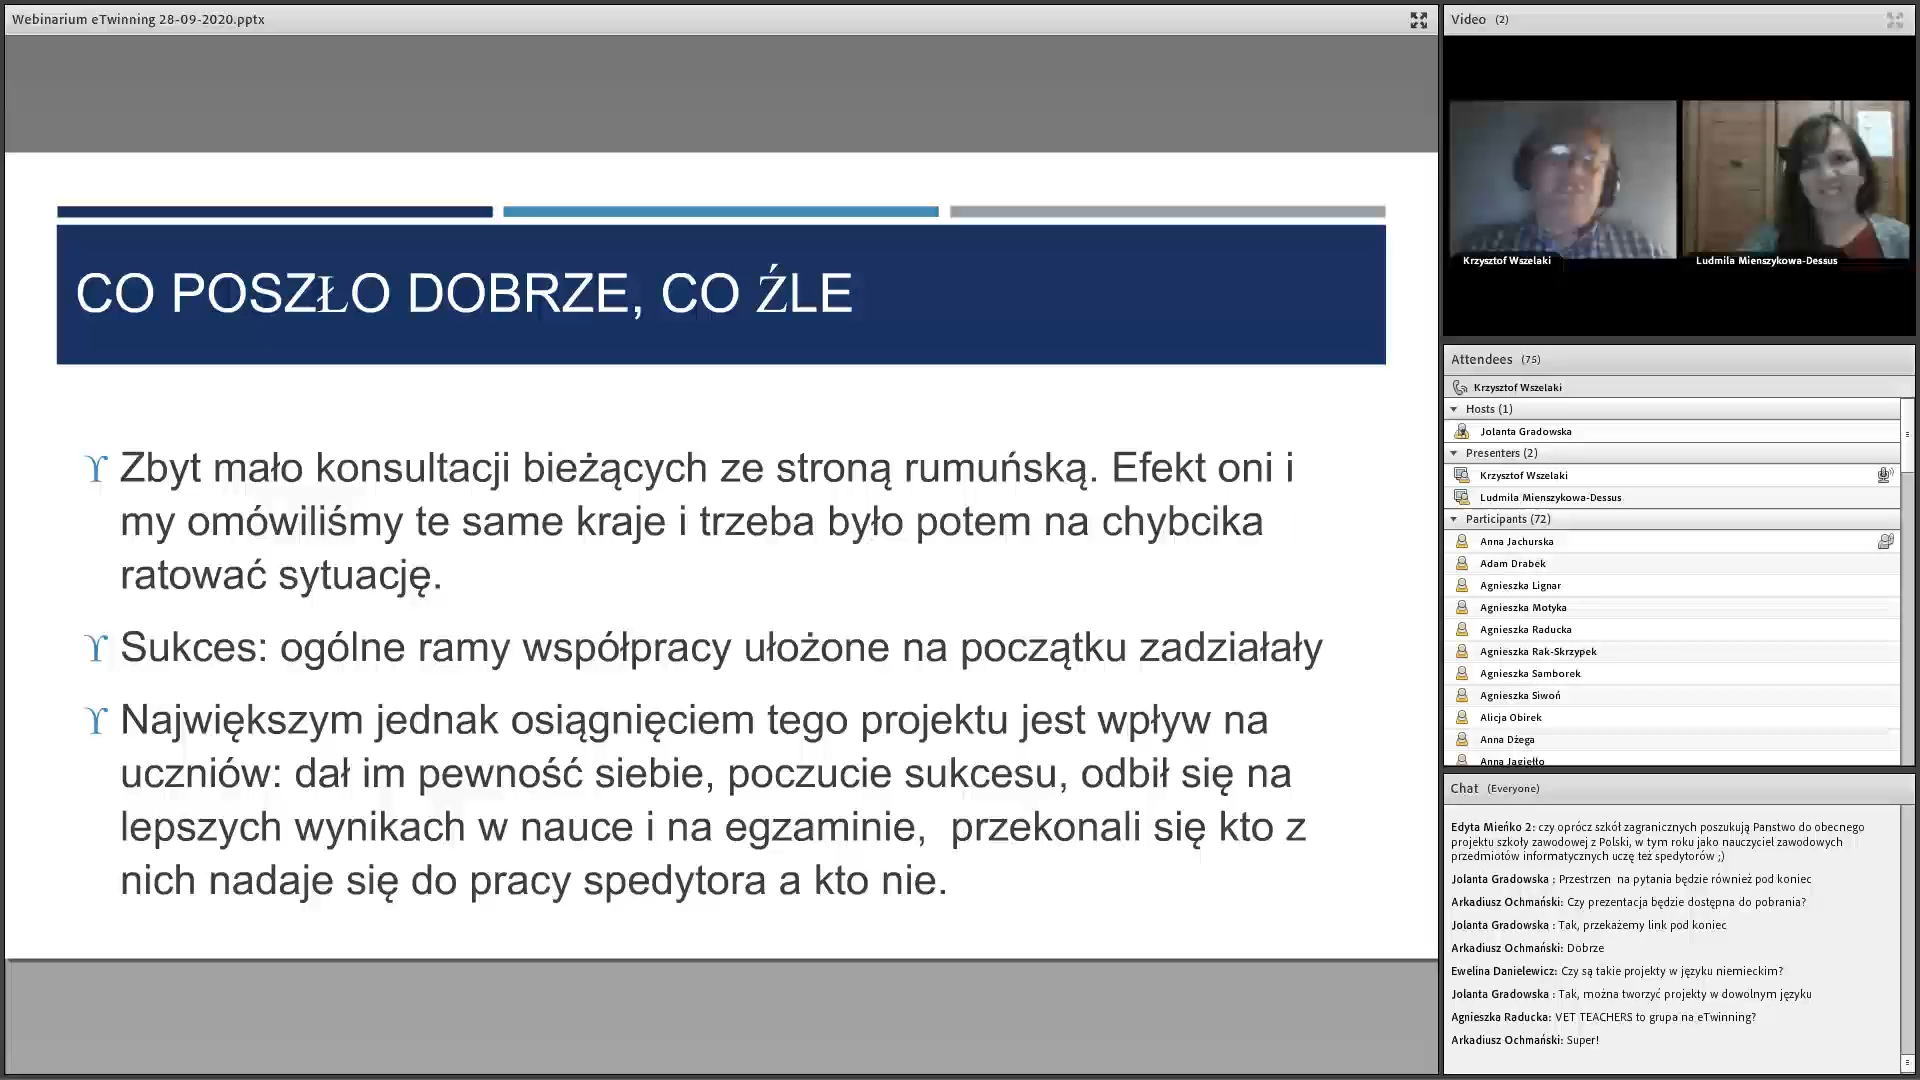 Webinarium eTwinning 28-09-2020.pptx
CO POSZŁO DOBRZE, CO ŹLE
Zbyt mało konsultacji bieżących ze stroną rumuńską. Efekt oni i
my omówiliśmy te same kraje i trzeba było potem na chybcika
ratować sytuację.
Sukces: ogólne ramy współpracy ułożone na początku zadziałały
Największym jednak osiągnięciem tego projektu jest wpływ na
uczniów: dał im pewność siebie, poczucie sukcesu, odbił się na
lepszych wynikach w nauce i na egzaminie,  przekonali się kto z
nich nadaje się do pracy spedytora a kto nie.
Video (2)
Krzysztof Wszelaki
Ludmila Mienszykowa-Dessus
Attendees (75)
Krzysztof Wszelaki
Hosts (1)
Jolanta Gradowska
Presenters (2)
Krzysztof Wszelaki
Ludmila Mienszykowa-Dessus
Participants (72)
Anna Jachurska
Adam Drabek
Agnieszka Lignar
Agnieszka Motyka
Agnieszka Raducka
Agnieszka Rak-Skrzypek
Agnieszka Samborek
Agnieszka Siwoń
Alicja Obirek
Anna Dżega
Anna Jagiełło
Chat (Everyone)
Edyta Mieńko 2: czy oprócz szkół zagranicznych poszukują Panstwo do obecnego
projektu szkoły zawodowej z Polski, w tym roku jako nauczyciel zawodowych
przedmiotów informatycznych uczę też spedytorów ;)
Jolanta Gradowska : Przestrzen  na pytania będzie również pod koniec
Arkadiusz Ochmański: Czy prezentacja będzie dostępna do pobrania?
Jolanta Gradowska : Tak, przekażemy link pod koniec
Arkadiusz Ochmański: Dobrze
Ewelina Danielewicz: Czy są takie projekty w języku niemieckim?
Jolanta Gradowska : Tak, można tworzyć projekty w dowolnym języku
Agnieszka Raducka: VET TEACHERS to grupa na eTwinning?
Arkadiusz Ochmański: Super!